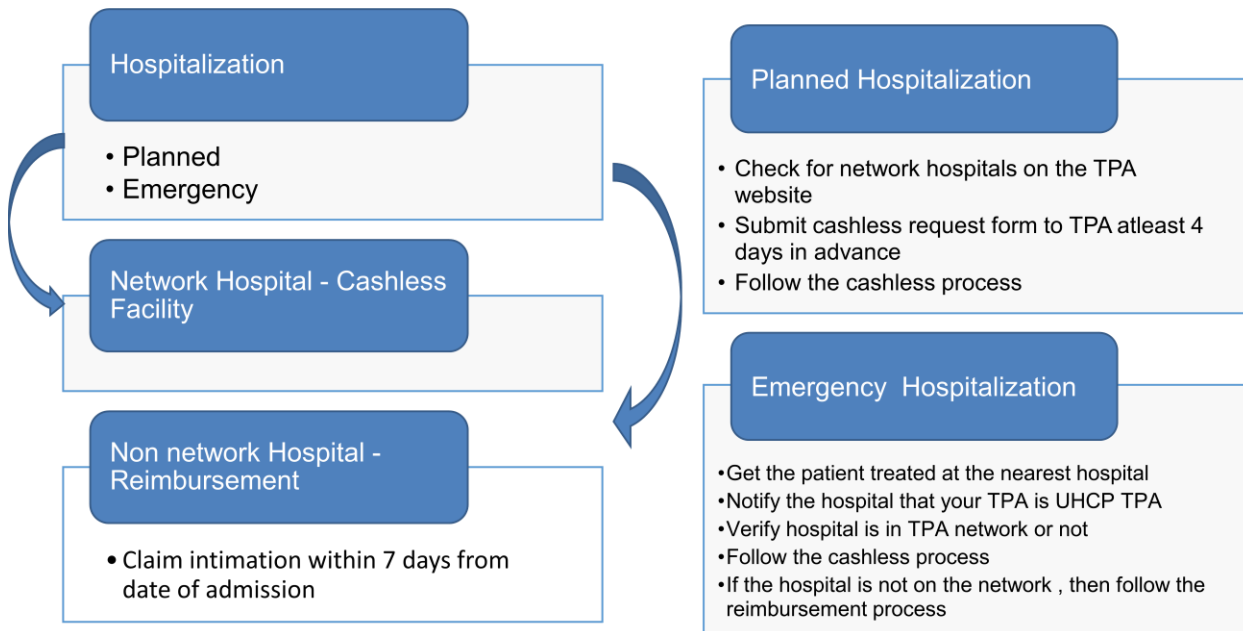 Hospitalization
• Planned
• Emergency
Network Hospital - Cashless
Facility
Non network Hospital -
Reimbursement
• Claim intimation within 7 days from
date of admission
Planned Hospitalization
• Check for network hospitals on the TPA
website
• Submit cashless request form to TPA atleast 4
days in advance
• Follow the cashless process
Emergency Hospitalization
•Get the patient treated at the nearest hospital
•Notify the hospital that your TPA is UHCP TPA
•Verify hospital is in TPA network or not
•Follow the cashless process
•If the hospital is not on the network , then follow the
reimbursement process